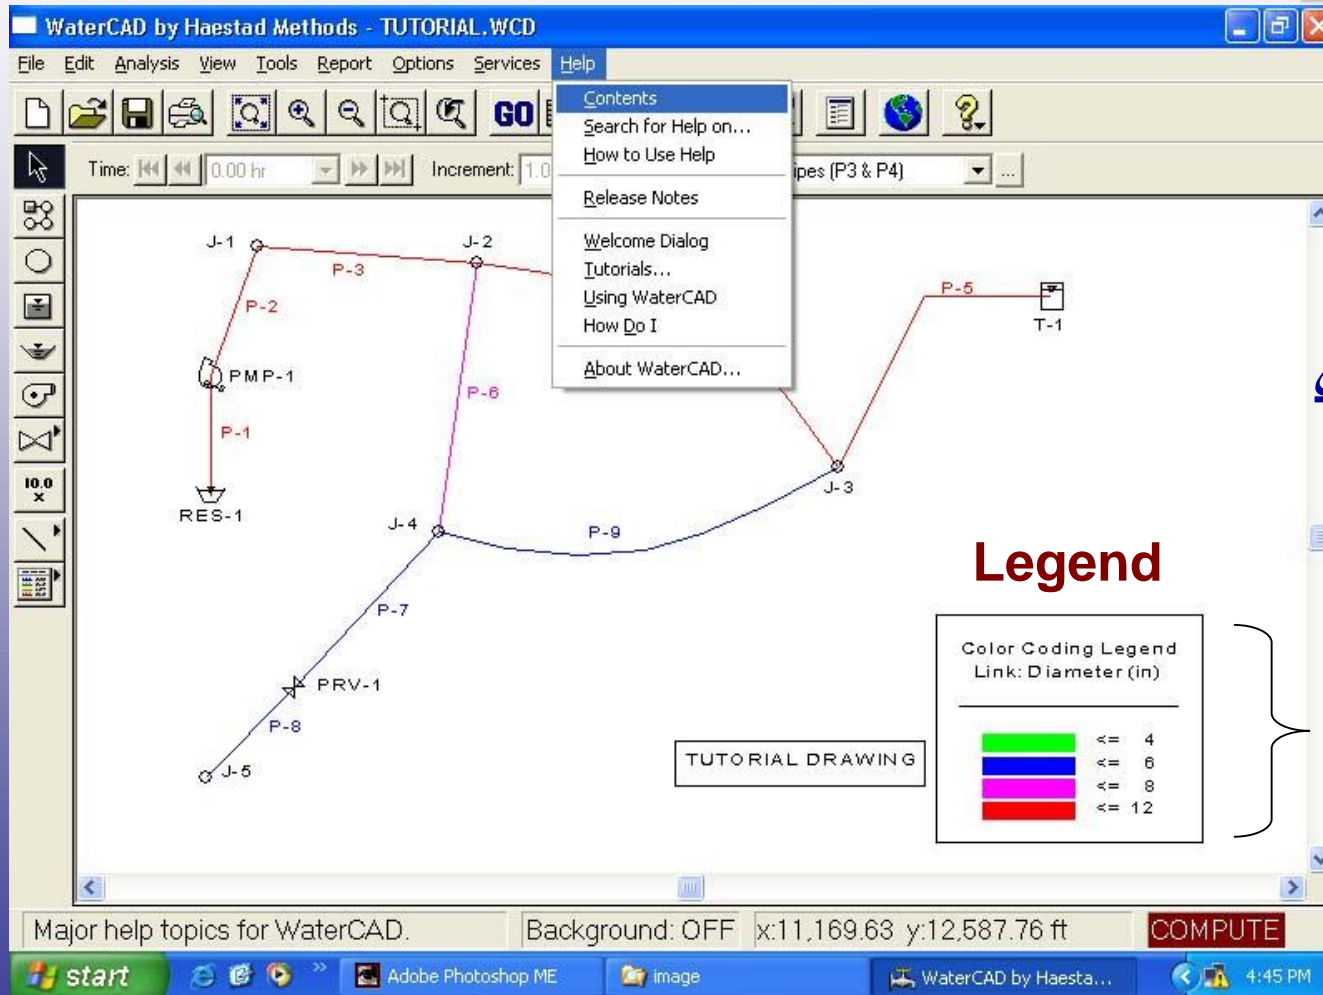 WaterCAD by Haestad Methods - TUTORIAL.WCD
File Edit Analysis View Tools Report Options Services Help
GO
Contents
Search for Help on...
How to Use Help
Release Notes
Welcome Dialog
Tutorials...
Using WaterCAD
How Do I
About WaterCAD...
Time: 0.00 hr Increment: 1.0 ipes (P3 & P4) ...
10.0
x
J-1
J-2
P-3
P-2
P-5
T-1
PMP-1
P-6
P-1
RES-1
J-3
J-4
P-9
P-7
PRV-1
P-8
J-5
Legend
Color Coding Legend
Link: Diameter (in)
<= 4
<= 6
<= 8
<= 12
TUTORIAL DRAWING
Major help topics for WaterCAD. Background: OFF x:11,169.63 y:12,587.76 ft COMPUTE
start » Adobe Photoshop ME image WaterCAD by Haesta... 4:45 PM